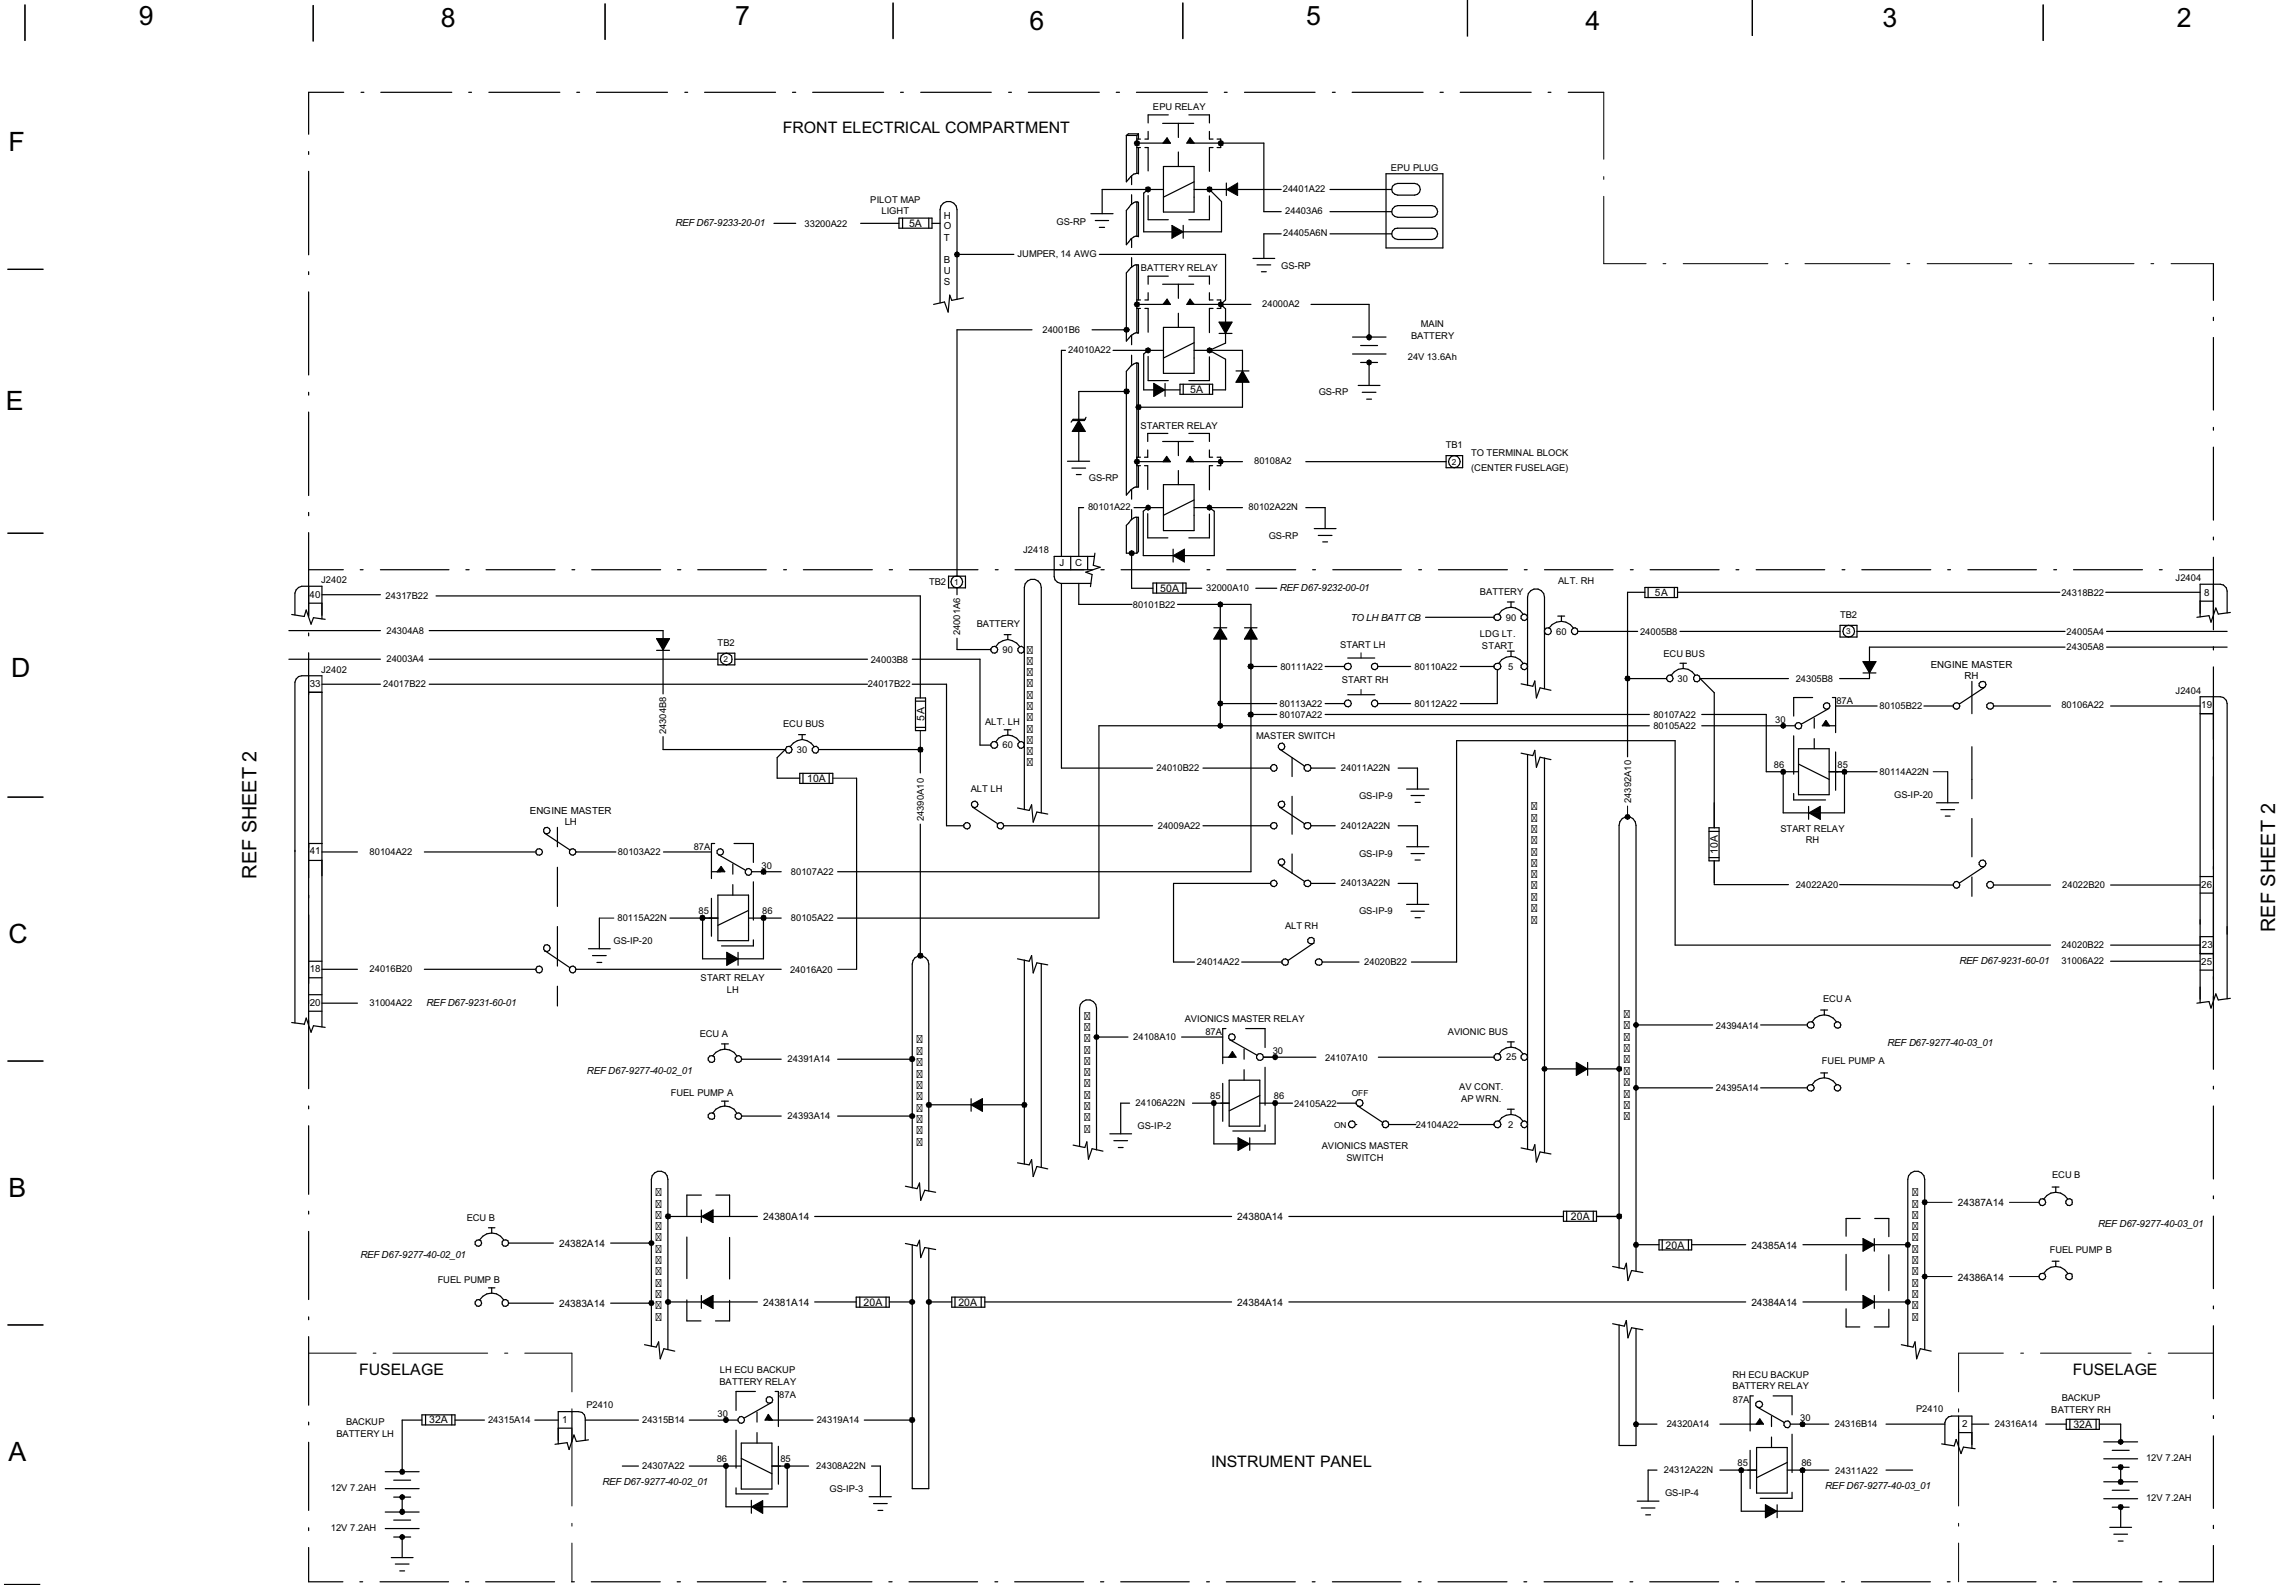 9 8 7 6 5 4 3 2
F
E
D
C
B
A
REF SHEET 2
REF SHEET 2
FRONT ELECTRICAL COMPARTMENT
EPU RELAY
EPU PLUG
24401A22
24403A6
24405A6N
GS-RP
GS-RP
PILOT MAP
LIGHT
REF D67-9233-20-01
33200A22
5A
HOT BUS
JUMPER, 14 AWG
BATTERY RELAY
24000A2
24001B6
24010A22
5A
MAIN
BATTERY
24V 13.6Ah
GS-RP
STARTER RELAY
GS-RP
80108A2
TB1
2
TO TERMINAL BLOCK
(CENTER FUSELAGE)
80101A22
80102A22N
GS-RP
J2418
J C
J2402
40
24317B22
TB2 1
24001A6
50A
32000A10
REF D67-9232-00-01
80101B22
BATTERY
90
ALT. RH
60
5A
24318B22
J2404
8
24304A8
BATTERY
90
TO LH BATT CB
LDG LT.
START
5
24005B8
TB2
3
24005A4
24305A8
24003A4
TB2
2
24003B8
START LH
80111A22
80110A22
START RH
80113A22
80112A22
80107A22
ECU BUS
30
24305B8
ENGINE MASTER
RH
J2402
33
24017B22
24017B22
24304B8
5A
ECU BUS
30
10A
24390A10
ALT. LH
60
80107A22
80105A22
87A
30
80105B22
80106A22
J2404
19
MASTER SWITCH
24010B22
24011A22N
GS-IP-9
24392A10
86
85
80114A22N
GS-IP-20
START RELAY
RH
ALT LH
24009A22
24012A22N
GS-IP-9
10A
ENGINE MASTER
LH
41
80104A22
80103A22
87A
30
80107A22
24013A22N
GS-IP-9
24022A20
24022B20
26
80115A22N
GS-IP-20
85
86
80105A22
START RELAY
LH
ALT RH
24014A22
24020B22
24020B22
23
18
24016B20
24016A20
REF D67-9231-60-01
31006A22
25
20
31004A22
REF D67-9231-60-01
ECU A
24391A14
REF D67-9277-40-02_01
FUEL PUMP A
24393A14
24108A10
AVIONICS MASTER RELAY
87A
30
24107A10
AVIONIC BUS
25
24106A22N
GS-IP-2
85
86
24105A22
OFF
ON
24104A22
AVIONICS MASTER
SWITCH
AV CONT.
AP WRN.
2
ECU A
24394A14
REF D67-9277-40-03_01
FUEL PUMP A
24395A14
ECU B
24382A14
REF D67-9277-40-02_01
FUEL PUMP B
24383A14
24380A14
24380A14
20A
24381A14
20A
20A
24384A14
24384A14
20A
24385A14
ECU B
24387A14
REF D67-9277-40-03_01
FUEL PUMP B
24386A14
FUSELAGE
BACKUP
BATTERY LH
32A
24315A14
1
P2410
24315B14
12V 7.2AH
12V 7.2AH
LH ECU BACKUP
BATTERY RELAY
87A
30
24319A14
24307A22
REF D67-9277-40-02_01
86
85
24308A22N
GS-IP-3
INSTRUMENT PANEL
RH ECU BACKUP
BATTERY RELAY
87A
30
24320A14
24316B14
P2410
2
24316A14
24312A22N
GS-IP-4
85
86
24311A22
REF D67-9277-40-03_01
FUSELAGE
BACKUP
BATTERY RH
32A
12V 7.2AH
12V 7.2AH